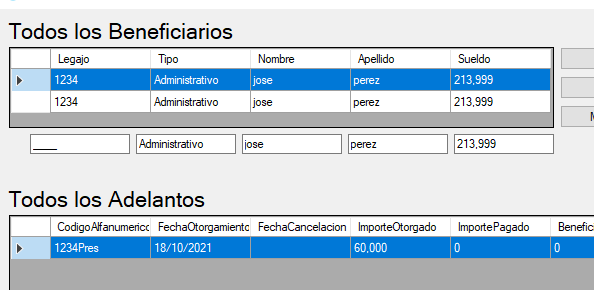 Todos los Beneficiarios
Legajo Tipo Nombre Apellido Sueldo
1234 Administrativo jose perez 213,999
1234 Administrativo jose perez 213,999
____ Administrativo jose perez 213,999
Todos los Adelantos
CodigoAlfanumerico FechaOtorgamiento FechaCancelacion ImporteOtorgado ImportePagado Benefic
1234Pres 18/10/2021 60,000 0 0